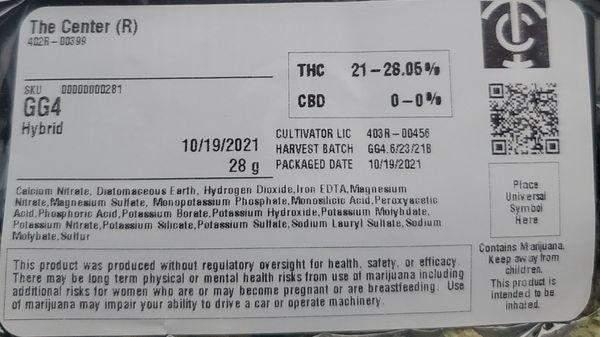 The Center (R)
402R-00399
THC 21-28.05%
CBD 0-0%
SKU 00000000281
GG4
Hybrid
10/19/2021
28 g
CULTIVATOR LIC 403R-00456
HARVEST BATCH GG4.6/23/21B
PACKAGED DATE 10/19/2021
Calcium Nitrate, Diatomaceous Earth, Hydrogen Dioxide,Iron EDTA,Magnesium
Nitrate,Magnesium Sulfate, Monopotassium Phosphate,Monosilicic Acid,Peroxyacetic
Acid,Phosphoric Acid,Potassium Borate,Potassium Hydroxide,Potassium Molybdate,
Potassium Nitrate,Potassium Silicate,Potassium Sulfate,Sodium Lauryl Sulfate,Sodium
Molybate,Sulfur
This product was produced without regulatory oversight for health, safety, or efficacy.
There may be long term physical or mental health risks from use of marijuana including
additional risks for women who are or may become pregnant or are breastfeeding. Use
of marijuana may impair your ability to drive a car or operate machinery.
Place
Universal
Symbol
Here
Contains Marijuana.
Keep away from
children.
This product is
intended to be
inhaled.